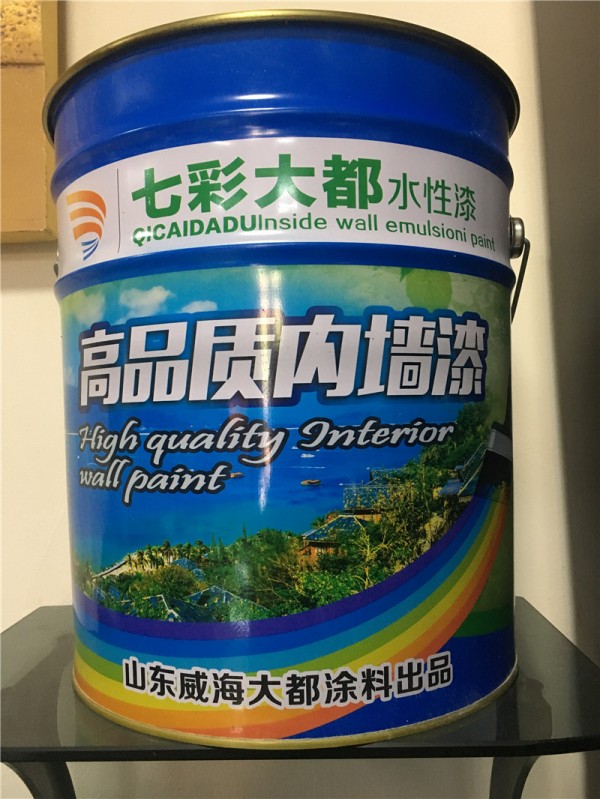 七彩大都水性漆
QICAIDADUInside wall emulsioni paint
高品质内墙漆
High quality Interior
wall paint
山东威海大都涂料出品